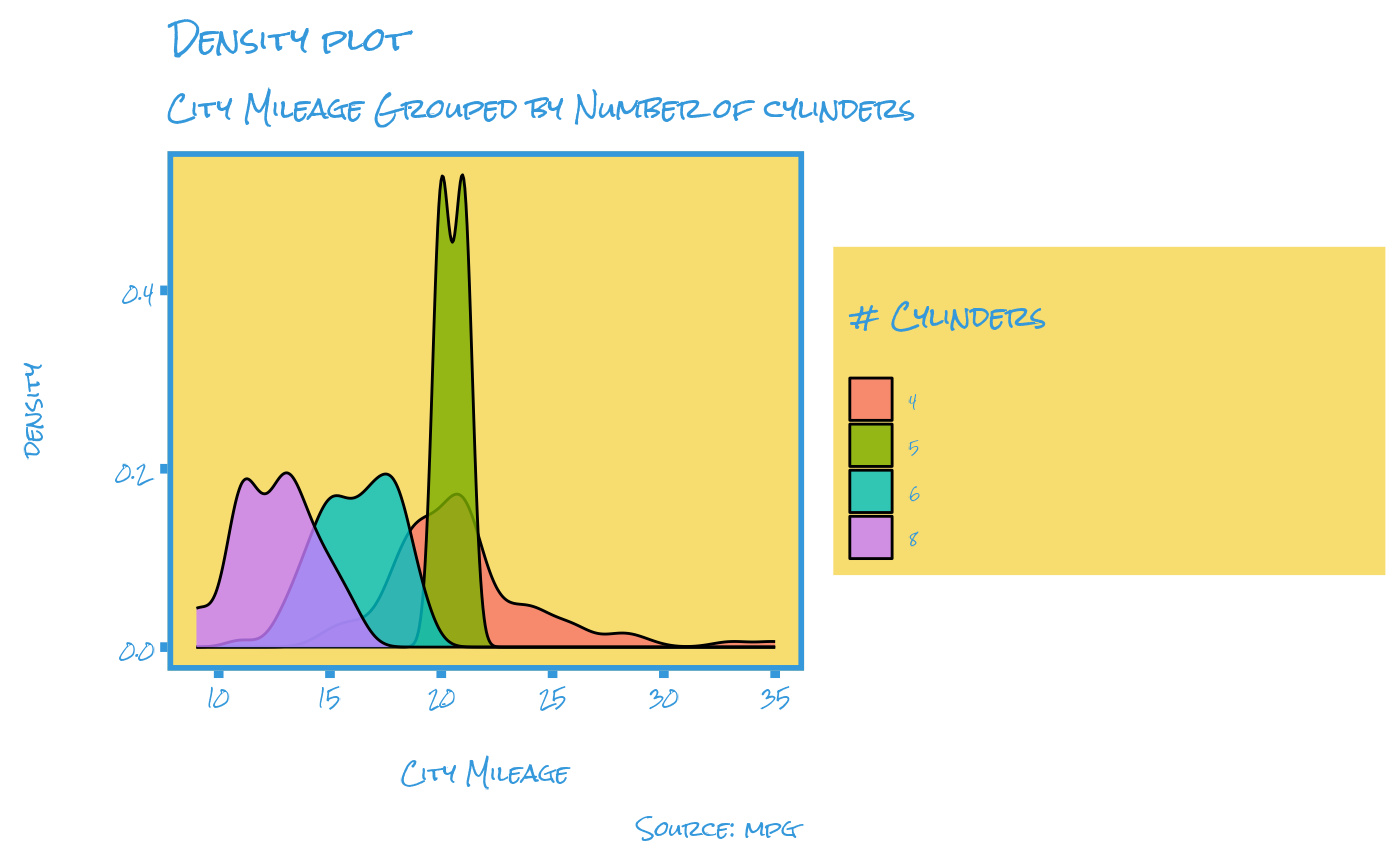 Density plot
City Mileage Grouped by Number of cylinders
density
0.4
0.2
0.0
10 15 20 25 30 35
City Mileage
Source: mpg
# Cylinders
4
5
6
8